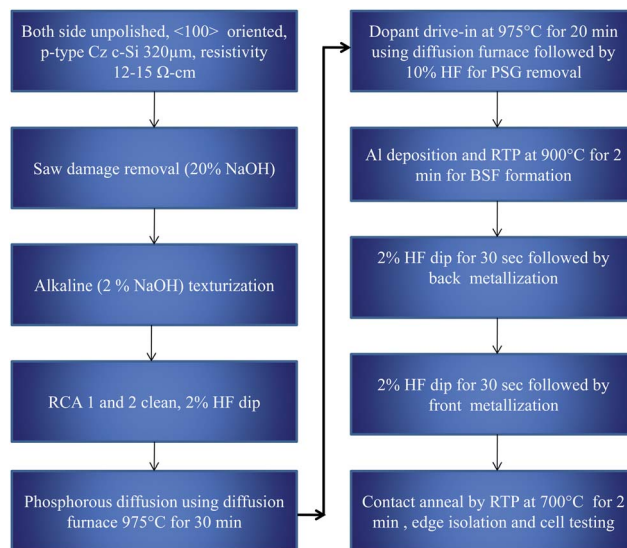 Both side unpolished, <100> oriented,
p-type Cz c-Si 320µm, resistivity
12-15 Ω-cm
Saw damage removal (20% NaOH)
Alkaline (2 % NaOH) texturization
RCA 1 and 2 clean, 2% HF dip
Phosphorous diffusion using diffusion
furnace 975°C for 30 min
Dopant drive-in at 975°C for 20 min
using diffusion furnace followed by
10% HF for PSG removal
Al deposition and RTP at 900°C for 2
min for BSF formation
2% HF dip for 30 sec followed by
back metallization
2% HF dip for 30 sec followed by
front metallization
Contact anneal by RTP at 700°C for 2
min , edge isolation and cell testing